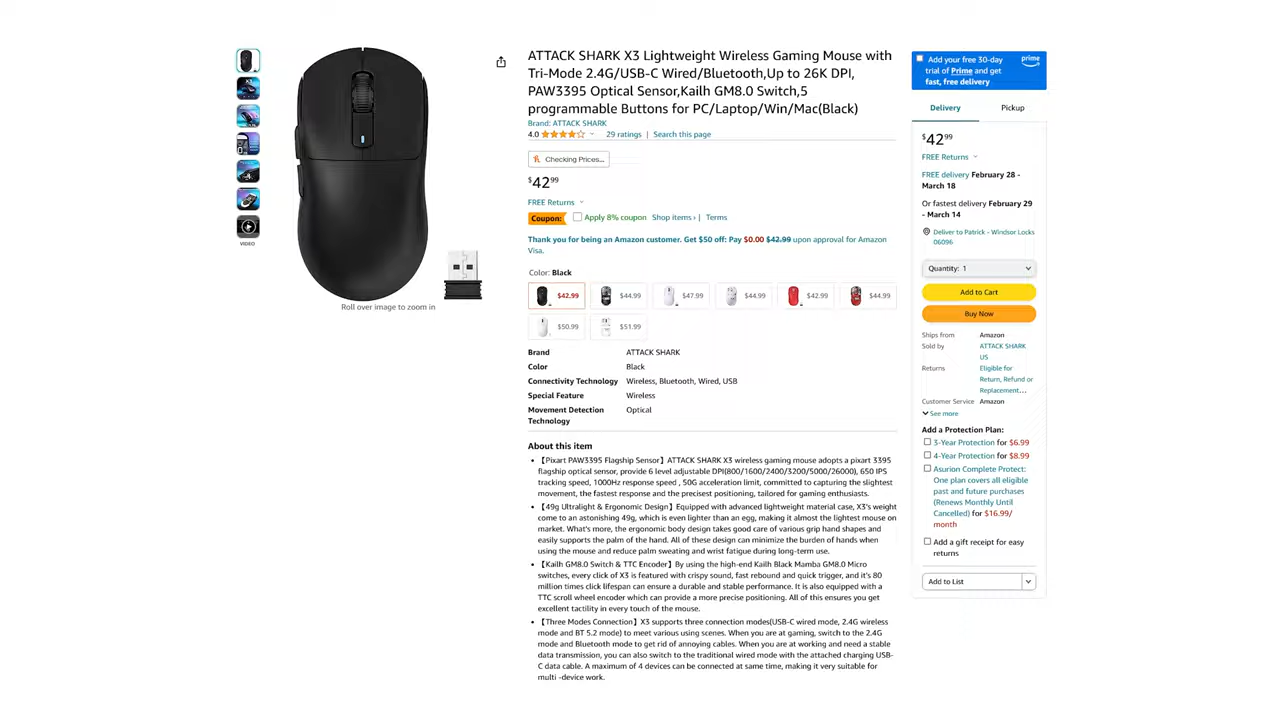 VIDEO
Roll over image to zoom in
ATTACK SHARK X3 Lightweight Wireless Gaming Mouse with
Tri-Mode 2.4G/USB-C Wired/Bluetooth,Up to 26K DPI,
PAW3395 Optical Sensor,Kailh GM8.0 Switch,5
programmable Buttons for PC/Laptop/Win/Mac(Black)
Brand: ATTACK SHARK
4.0 29 ratings | Search this page
Checking Prices...
$42.99
FREE Returns
Coupon: Apply 8% coupon Shop items › | Terms
Thank you for being an Amazon customer. Get $50 off: Pay $0.00 $42.99 upon approval for Amazon
Visa.
Color: Black
$42.99 $44.99 $47.99 $44.99 $42.99 $44.99
$50.99 $51.99
Brand ATTACK SHARK
Color Black
Connectivity Technology Wireless, Bluetooth, Wired, USB
Special Feature Wireless
Movement Detection Optical
Technology
About this item
• 【Pixart PAW3395 Flagship Sensor】ATTACK SHARK X3 wireless gaming mouse adopts a pixart 3395
flagship optical sensor, provide 6 level adjustable DPI(800/1600/2400/3200/5000/26000), 650 IPS
tracking speed, 1000Hz response speed , 50G acceleration limit, committed to capturing the slightest
movement, the fastest response and the precisest positioning, tailored for gaming enthusiasts.
• 【49g Ultralight & Ergonomic Design】Equipped with advanced lightweight material case, X3's weight
come to an astonishing 49g, which is even lighter than an egg, making it almost the lightest mouse on
market. What's more, the ergonomic body design takes good care of various grip hand shapes and
easily supports the palm of the hand. All of these design can minimize the burden of hands when
using the mouse and reduce palm sweating and wrist fatigue during long-term use.
• 【Kailh GM8.0 Switch & TTC Encoder】By using the high-end Kailh Black Mamba GM8.0 Micro
switches, every click of X3 is featured with crispy sound, fast rebound and quick trigger, and it's 80
million times click lifespan can ensure a durable and stable performance. It is also equipped with a
TTC scroll wheel encoder which can provide a more precise positioning. All of this ensures you get
excellent tactility in every touch of the mouse.
• 【Three Modes Connection】X3 supports three connection modes(USB-C wired mode, 2.4G wireless
mode and BT 5.2 mode) to meet various using scenes. When you are at gaming, switch to the 2.4G
mode and Bluetooth mode to get rid of annoying cables. When you are at working and need a stable
data transmission, you can also switch to the traditional wired mode with the attached charging USB-
C data cable. A maximum of 4 devices can be connected at same time, making it very suitable for
multi -device work.
Add your free 30-day prime
trial of Prime and get
fast, free delivery
Delivery Pickup
$42.99
FREE Returns
FREE delivery February 28 -
March 18
Or fastest delivery February 29
- March 14
Deliver to Patrick - Windsor Locks
06096
Quantity: 1
Add to Cart
Buy Now
Ships from Amazon
Sold by ATTACK SHARK
US
Returns Eligible for
Return, Refund or
Replacement...
Customer Service Amazon
See more
Add a Protection Plan:
3-Year Protection for $6.99
4-Year Protection for $8.99
Asurion Complete Protect:
One plan covers all eligible
past and future purchases
(Renews Monthly Until
Cancelled) for $16.99/
month
Add a gift receipt for easy
returns
Add to List